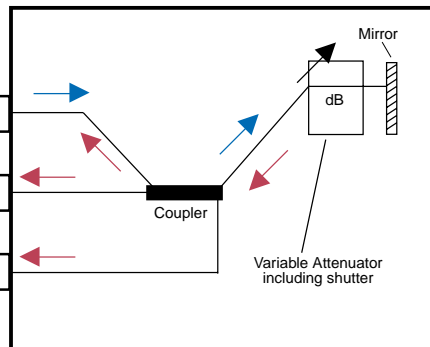 Mirror
dB
Coupler
Variable Attenuator
including shutter